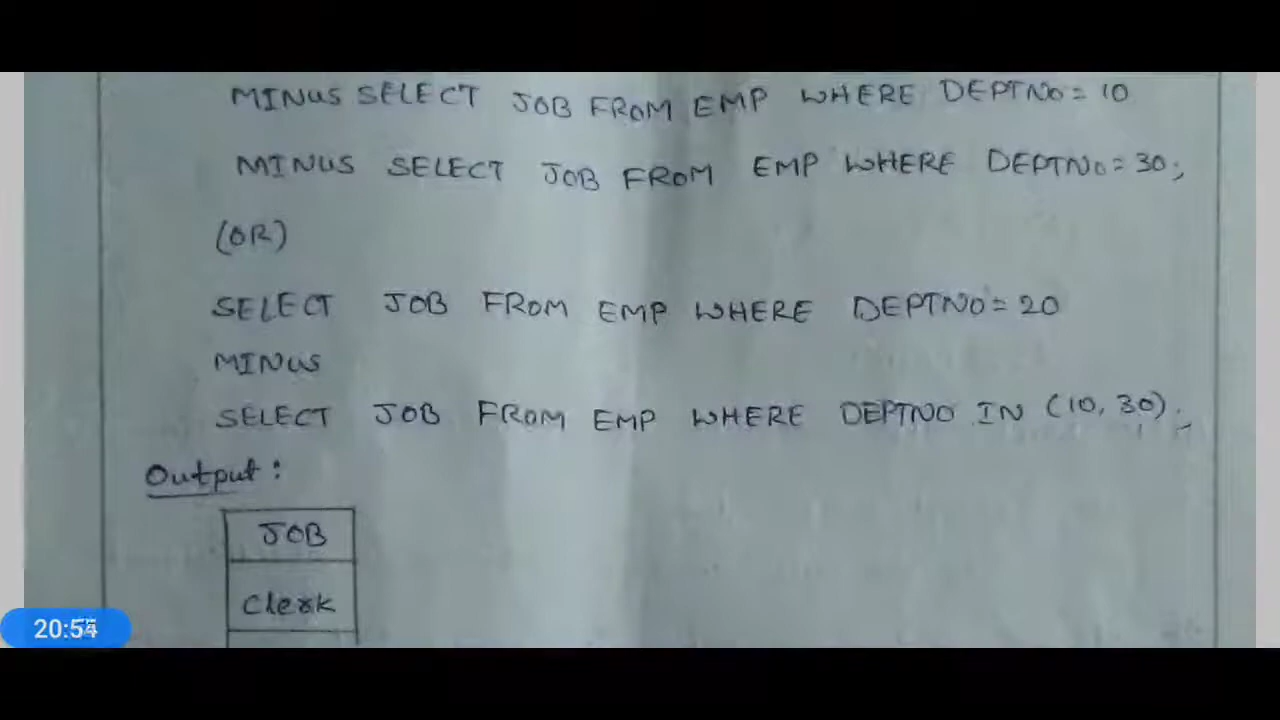 MINUS SELECT JOB FROM EMP WHERE DEPTNO = 10
MINUS SELECT JOB FROM EMP WHERE DEPTNO = 30;
(OR)
SELECT JOB FROM EMP WHERE DEPTNO = 20
MINUS
SELECT JOB FROM EMP WHERE DEPTNO IN (10, 30);
Output :
JOB
Clerk
20:54